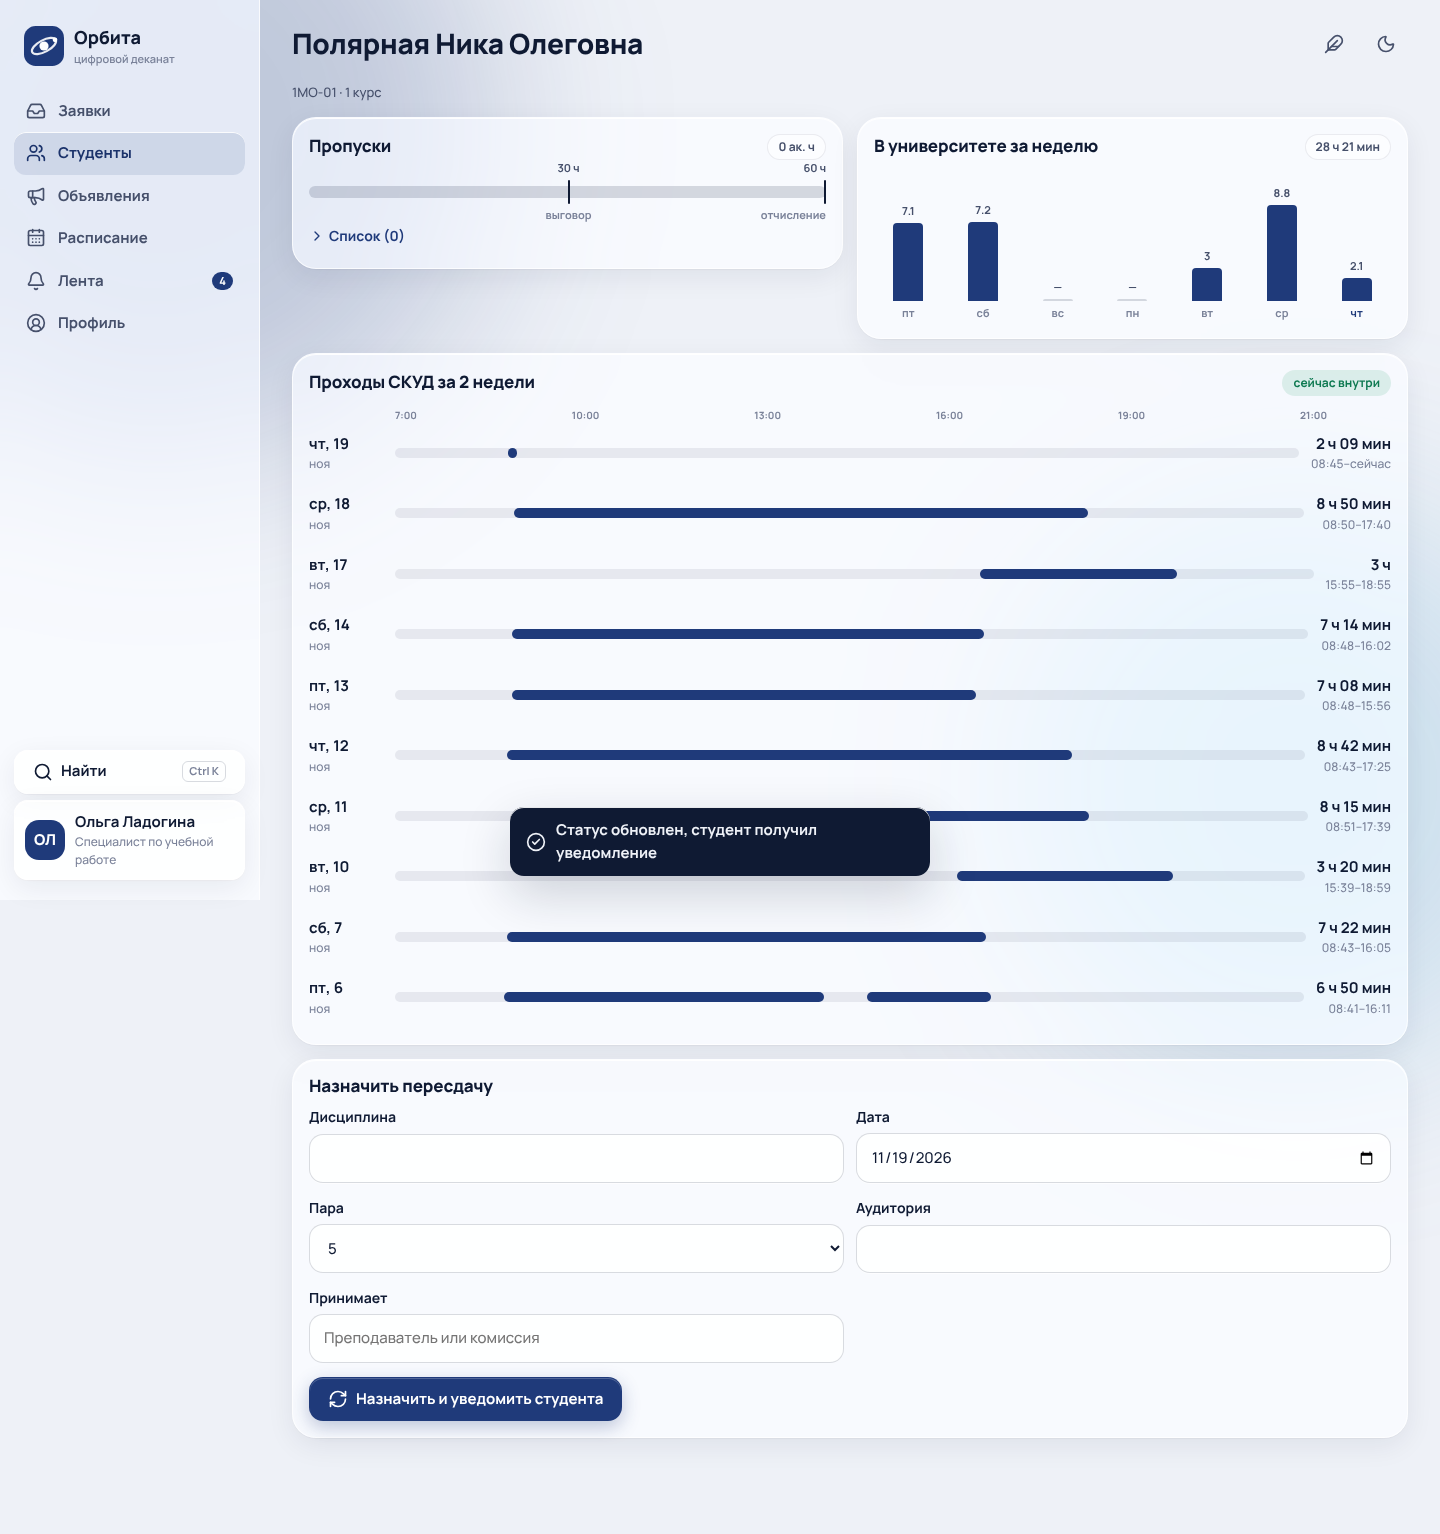 Орбита
цифровой деканат
Заявки
Студенты
Объявления
Расписание
Лента
4
Профиль
Найти
Ctrl K
ОЛ
Ольга Ладогина
Специалист по учебной
работе
Полярная Ника Олеговна
1МО-01 · 1 курс
Пропуски
0 ак. ч
30 ч
60 ч
выговор
отчисление
Список (0)
В университете за неделю
28 ч 21 мин
7.1
7.2
–
–
3
8.8
2.1
пт
сб
вс
пн
вт
ср
чт
Проходы СКУД за 2 недели
сейчас внутри
7:00
10:00
13:00
16:00
19:00
21:00
чт, 19
ноя
2 ч 09 мин
08:45–сейчас
ср, 18
ноя
8 ч 50 мин
08:50–17:40
вт, 17
ноя
3 ч
15:55–18:55
сб, 14
ноя
7 ч 14 мин
08:48–16:02
пт, 13
ноя
7 ч 08 мин
08:48–15:56
чт, 12
ноя
8 ч 42 мин
08:43–17:25
ср, 11
ноя
8 ч 15 мин
08:51–17:39
Статус обновлен, студент получил
уведомление
вт, 10
ноя
3 ч 20 мин
15:39–18:59
сб, 7
ноя
7 ч 22 мин
08:43–16:05
пт, 6
ноя
6 ч 50 мин
08:41–16:11
Назначить пересдачу
Дисциплина
Дата
11/19/2026
Пара
5
Аудитория
Принимает
Преподаватель или комиссия
Назначить и уведомить студента